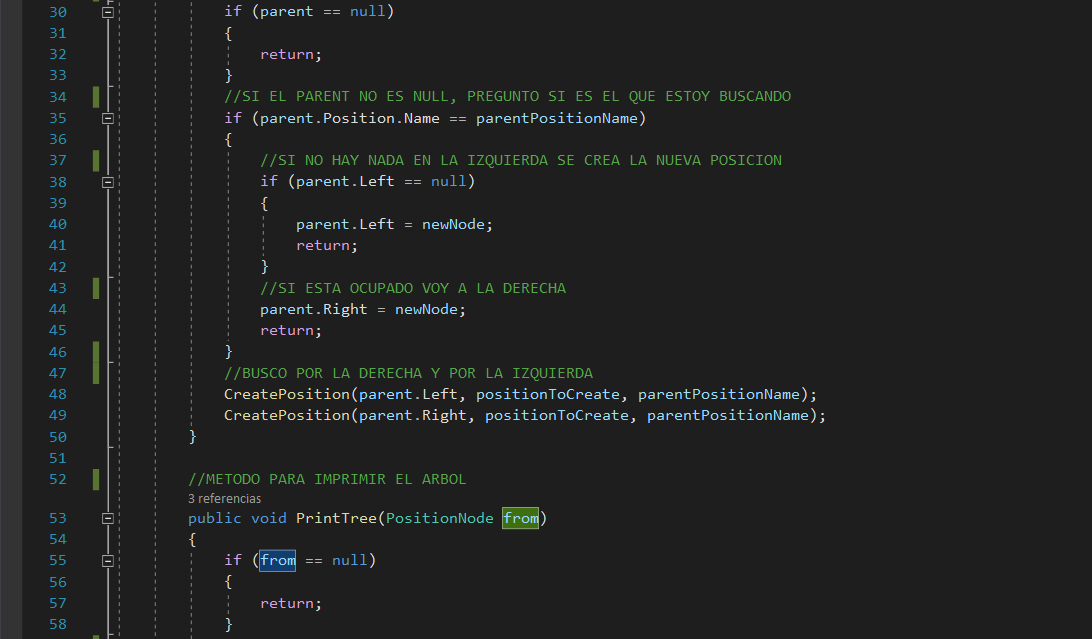 30 if (parent == null)
31 {
32 return;
33 }
34 //SI EL PARENT NO ES NULL, PREGUNTO SI ES EL QUE ESTOY BUSCANDO
35 if (parent.Position.Name == parentPositionName)
36 {
37 //SI NO HAY NADA EN LA IZQUIERDA SE CREA LA NUEVA POSICION
38 if (parent.Left == null)
39 {
40 parent.Left = newNode;
41 return;
42 }
43 //SI ESTA OCUPADO VOY A LA DERECHA
44 parent.Right = newNode;
45 return;
46 }
47 //BUSCO POR LA DERECHA Y POR LA IZQUIERDA
48 CreatePosition(parent.Left, positionToCreate, parentPositionName);
49 CreatePosition(parent.Right, positionToCreate, parentPositionName);
50 }
51
52 //METODO PARA IMPRIMIR EL ARBOL
3 referencias
53 public void PrintTree(PositionNode from)
54 {
55 if (from == null)
56 {
57 return;
58 }